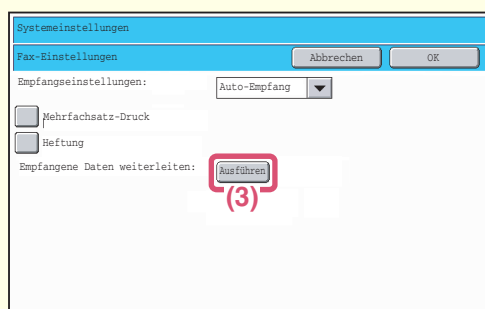 Systemeinstellungen
Fax-Einstellungen Abbrechen OK
Empfangseinstellungen: Auto-Empfang
Mehrfachsatz-Druck
Heftung
Empfangene Daten weiterleiten: Ausführen
(3)